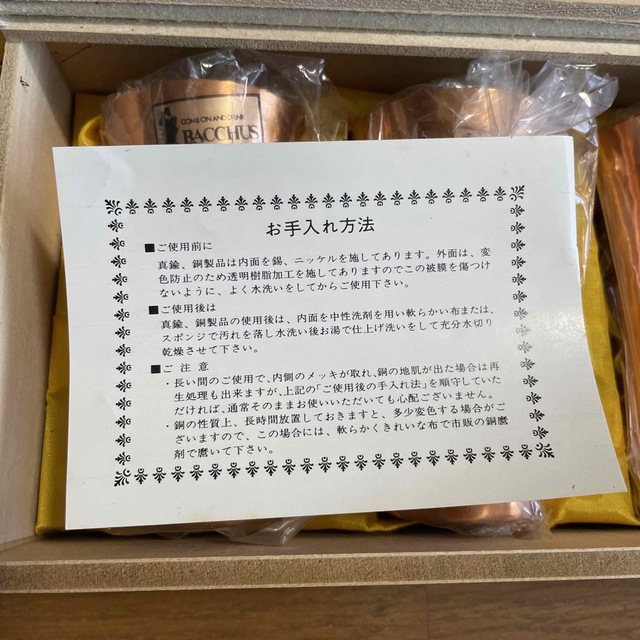 COME ON AND DRINK
BACCHUS
お手入れ方法
■ご使用前に
真鍮、銅製品は内面を錫、ニッケルを施してあります。外面は、変
色防止のため透明樹脂加工を施してありますのでこの被膜を傷つけ
ないように、よく水洗いをしてからご使用下さい。
■ご使用後は
真鍮、銅製品の使用後は、内面を中性洗剤を用い軟らかい布または、
スポンジで汚れを落し水洗い後お湯で仕上げ洗いをして充分水切り
乾燥させて下さい。
■ご注意
・長い間のご使用で、内側のメッキが取れ、銅の地肌が出た場合は再
生処理も出来ますが、上記の「ご使用後の手入れ法」を順守していた
だければ、通常そのままお使いいただいても心配ございません。
・銅の性質上、長時間放置しておきますと、多少変色する場合がご
ざいますので、この場合には、軟らかくきれいな布で市販の銅磨
剤で磨いて下さい。